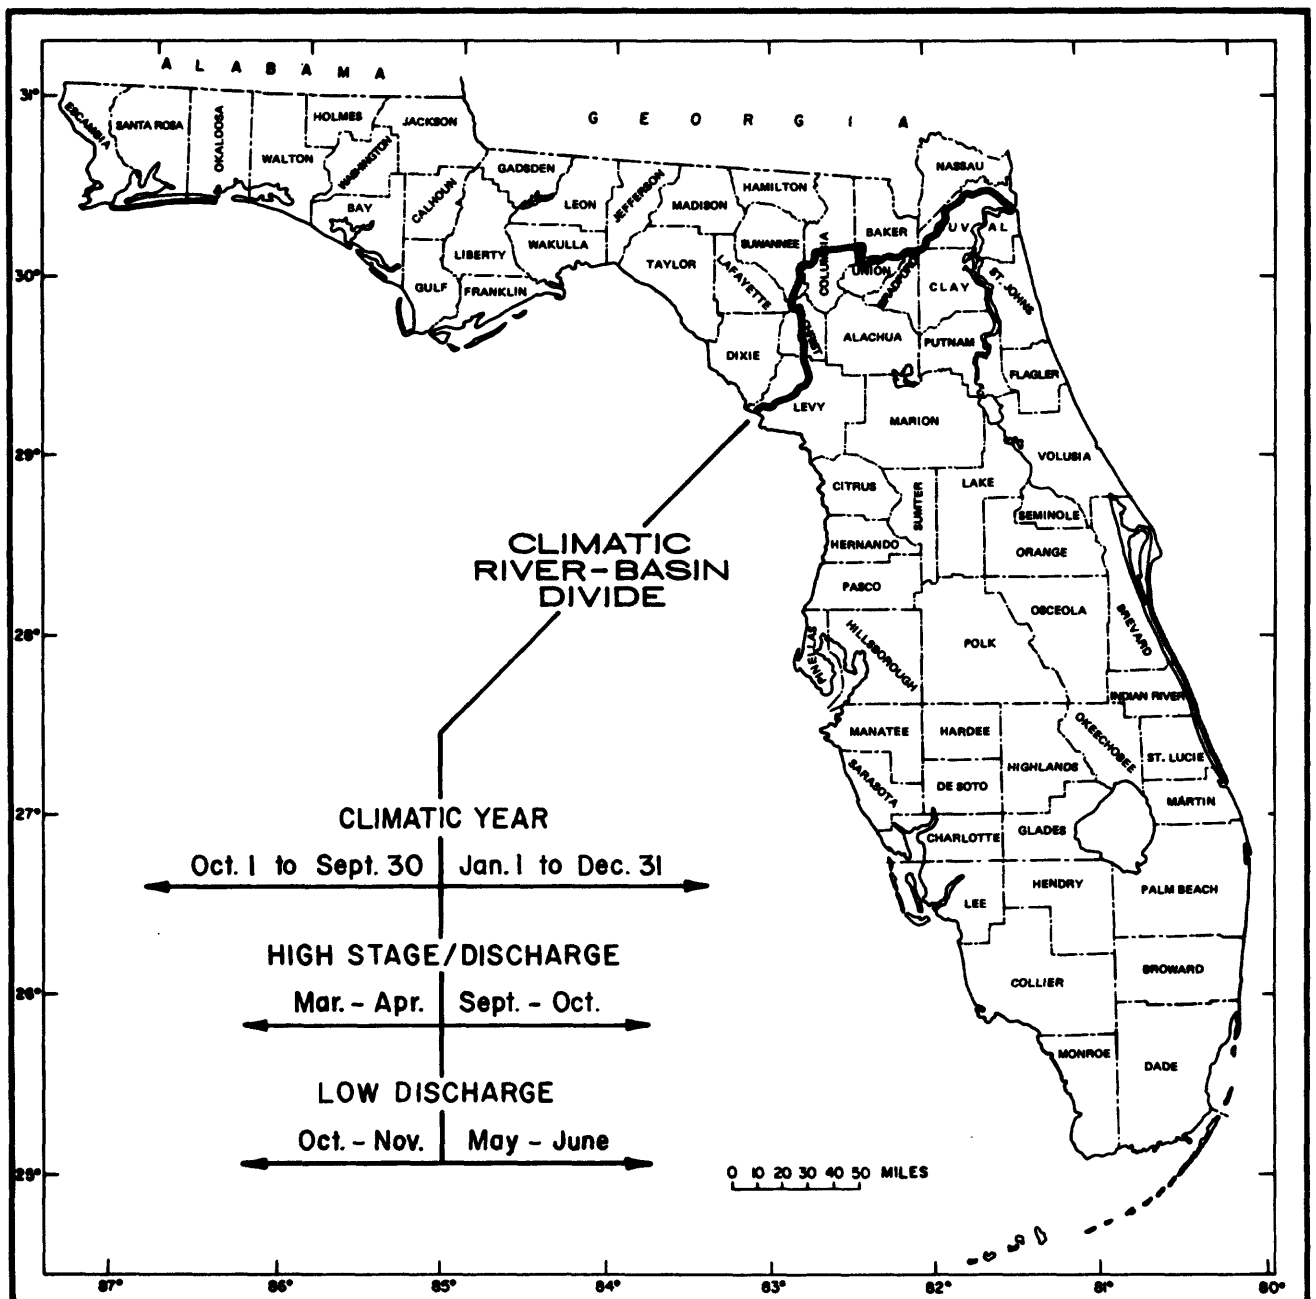 A L A B A M A
G E O R G I A
31°
30°
29°
28°
27°
26°
25°
ESCAMBIA
SANTA ROSA
OKALOOSA
WALTON
HOLMES
WASHINGTON
JACKSON
BAY
CALHOUN
GULF
LIBERTY
FRANKLIN
GADSDEN
LEON
WAKULLA
JEFFERSON
MADISON
TAYLOR
HAMILTON
SUWANNEE
LAFAYETTE
DIXIE
COLUMBIA
BAKER
NASSAU
DUVAL
UNION
BRADFORD
CLAY
ST. JOHNS
ALACHUA
PUTNAM
FLAGLER
LEVY
MARION
VOLUSIA
CITRUS
SUMTER
LAKE
SEMINOLE
HERNANDO
ORANGE
PASCO
OSCEOLA
BREVARD
PINELLAS
HILLSBOROUGH
POLK
INDIAN RIVER
MANATEE
HARDEE
OKEECHOBEE
ST. LUCIE
SARASOTA
DE SOTO
HIGHLANDS
MARTIN
CHARLOTTE
GLADES
LEE
HENDRY
PALM BEACH
COLLIER
BROWARD
MONROE
DADE
CLIMATIC
RIVER-BASIN
DIVIDE
CLIMATIC YEAR
Oct. 1 to Sept. 30 Jan. 1 to Dec. 31
HIGH STAGE/DISCHARGE
Mar. - Apr. Sept. - Oct.
LOW DISCHARGE
Oct. - Nov. May - June
0 10 20 30 40 50 MILES
87° 86° 85° 84° 83° 82° 81° 80°